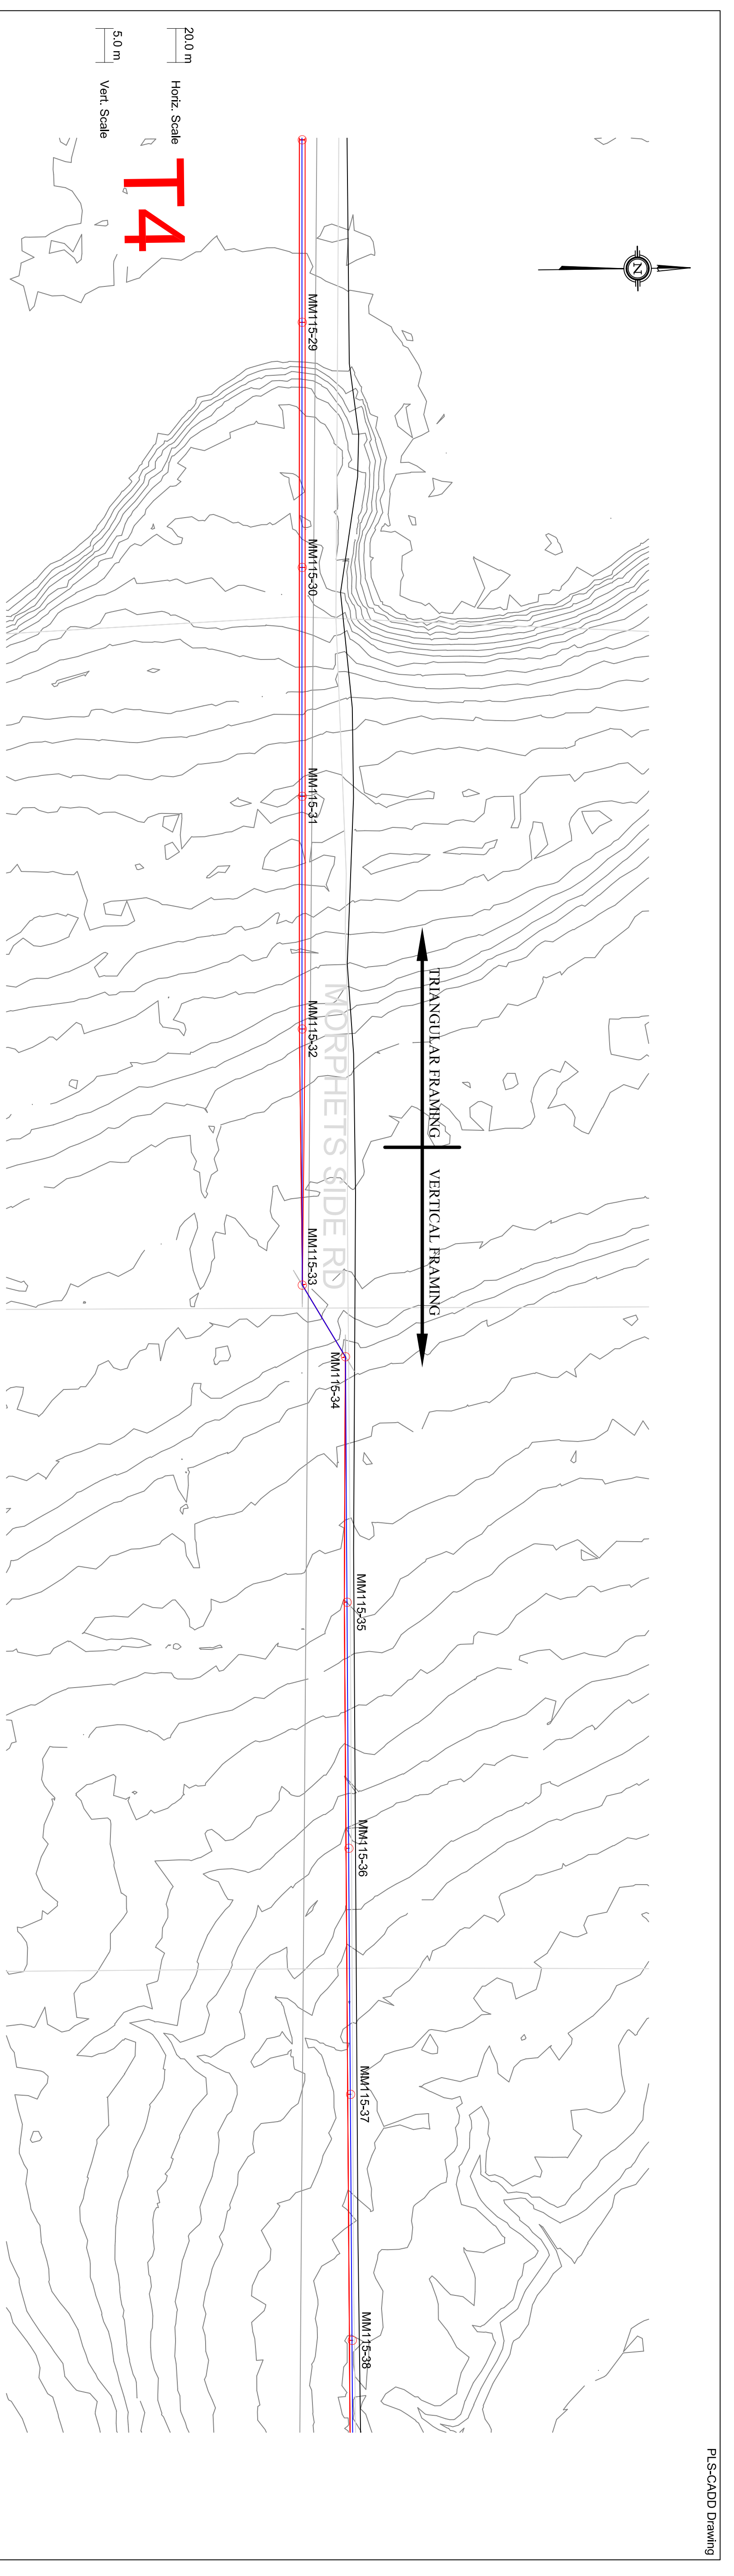 PLS-CADD Drawing
N
20.0 m
Horiz. Scale
5.0 m
Vert. Scale
T4
TRIANGULAR FRAMING
VERTICAL FRAMING
MORPHETS SIDE RD
MM115-29
MM115-30
MM115-31
MM115-32
MM115-33
MM115-34
MM115-35
MM115-36
MM115-37
MM115-38